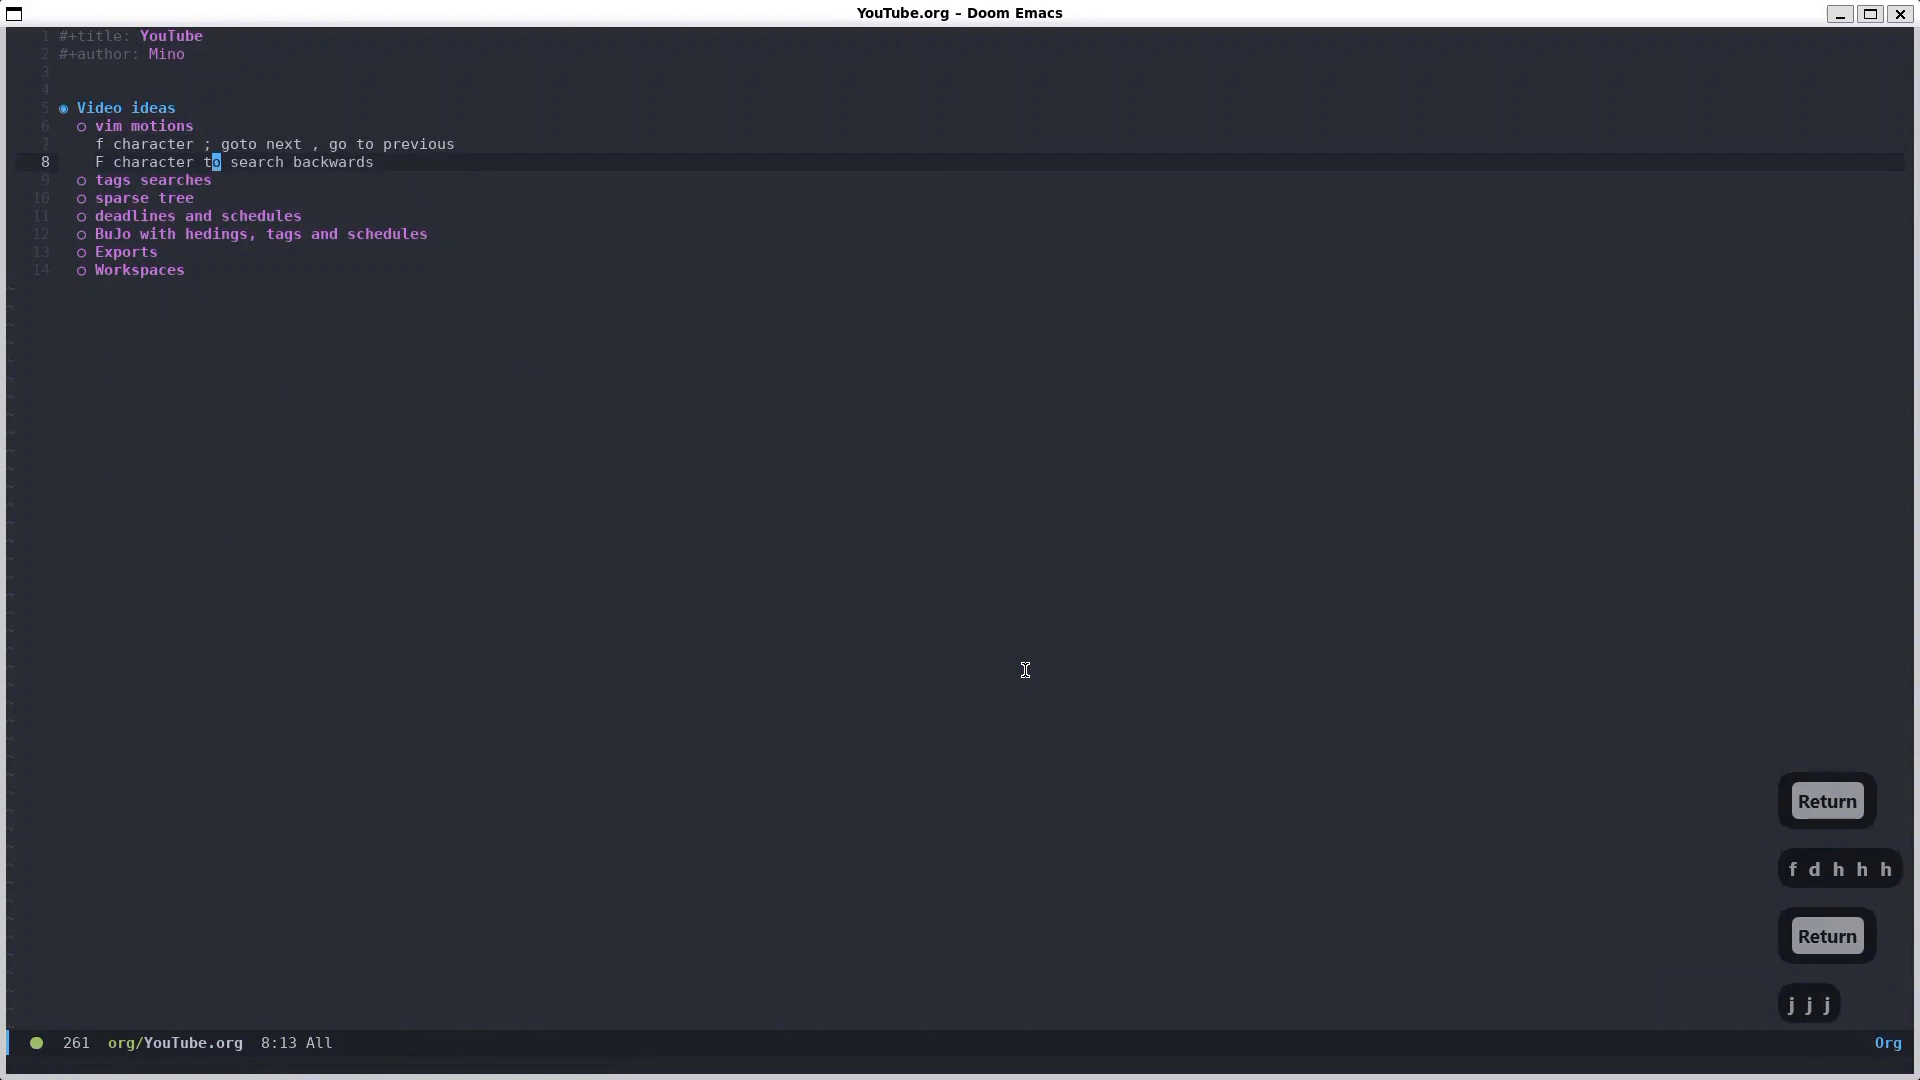 YouTube.org – Doom Emacs
1 #+title: YouTube
2 #+author: Mino
3
4
5 ◉ Video ideas
6 ○ vim motions
7 f character ; goto next , go to previous
8 F character to search backwards
9 ○ tags searches
10 ○ sparse tree
11 ○ deadlines and schedules
12 ○ BuJo with hedings, tags and schedules
13 ○ Exports
14 ○ Workspaces
Return
f d h h h
Return
j j j
261 org/YouTube.org 8:13 All
Org